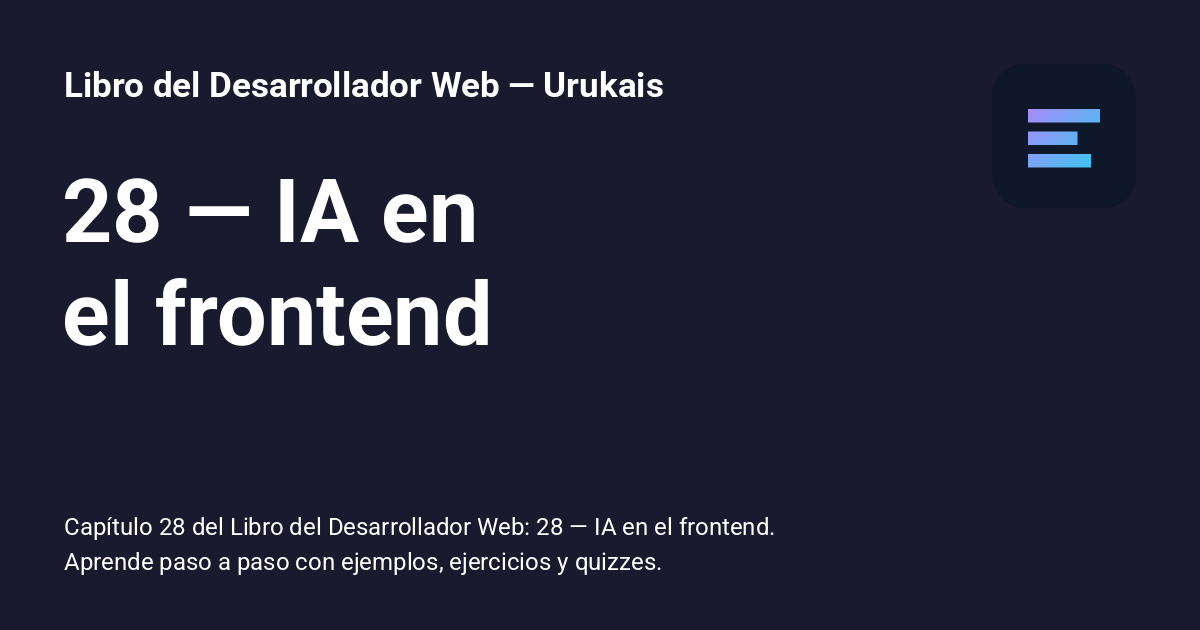 Libro del Desarrollador Web — Urukais
28 — IA en
el frontend
Capítulo 28 del Libro del Desarrollador Web: 28 — IA en el frontend.
Aprende paso a paso con ejemplos, ejercicios y quizzes.